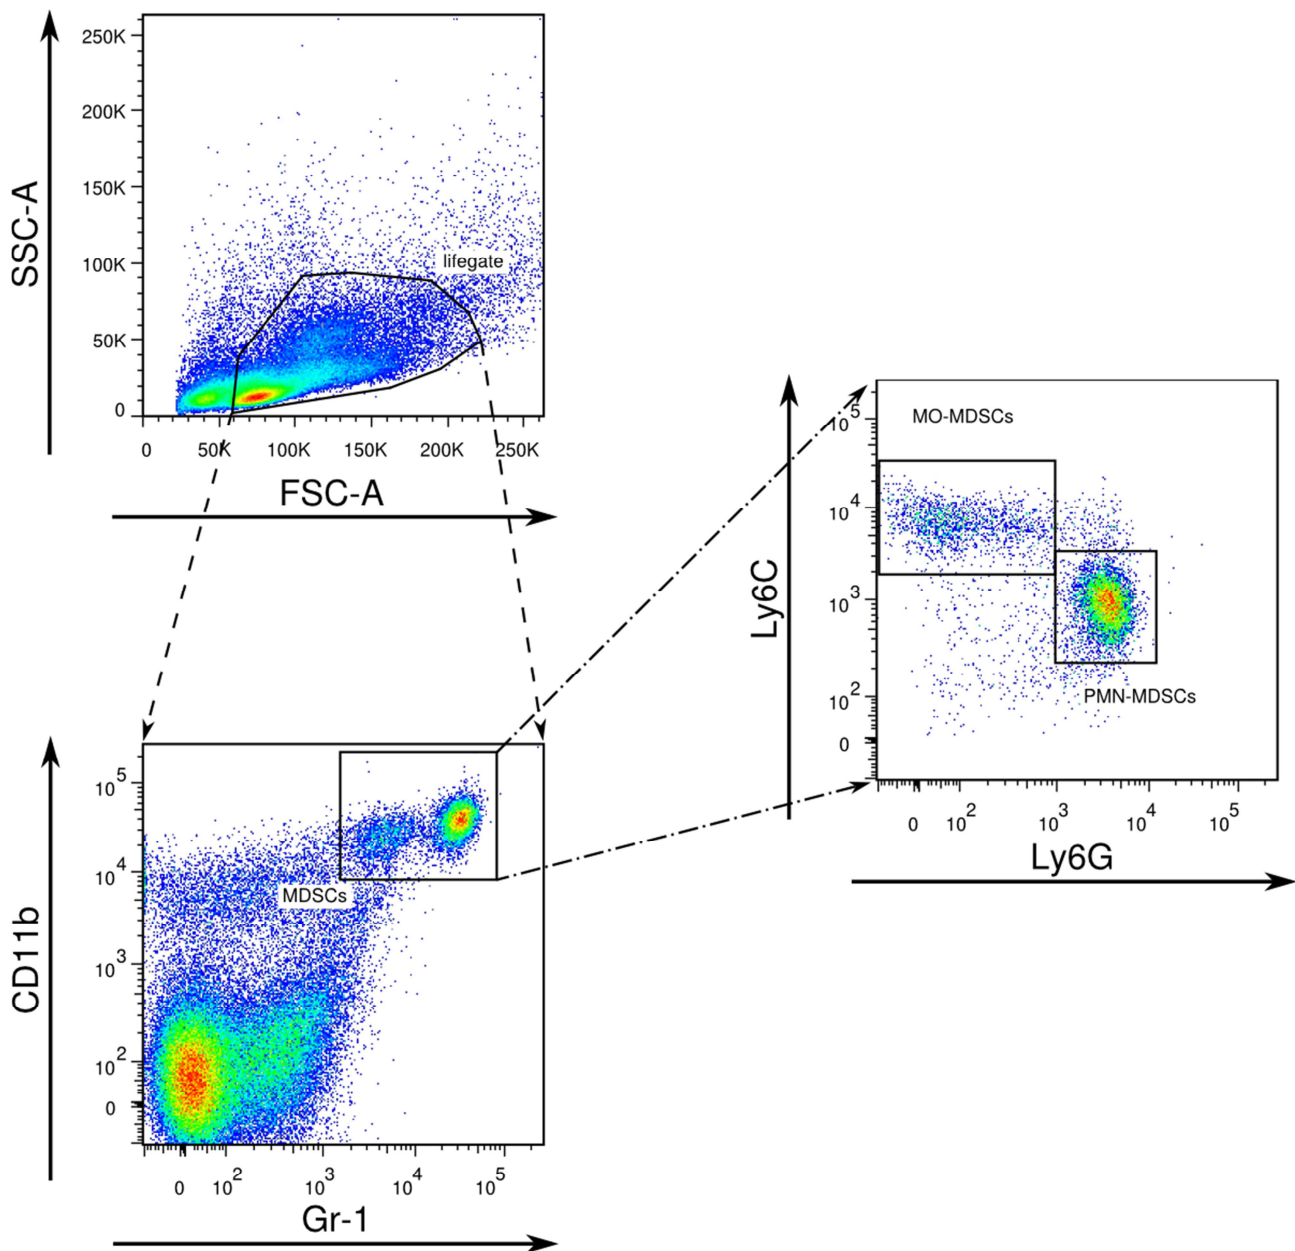 250K
200K
150K
100K
50K
0
SSC-A
lifegate
0 50K 100K 150K 200K 250K
FSC-A
10^5
10^4
10^3
10^2
0
Ly6C
MO-MDSCs
PMN-MDSCs
0 10^2 10^3 10^4 10^5
Ly6G
10^5
10^4
10^3
10^2
0
CD11b
MDSCs
0 10^2 10^3 10^4 10^5
Gr-1